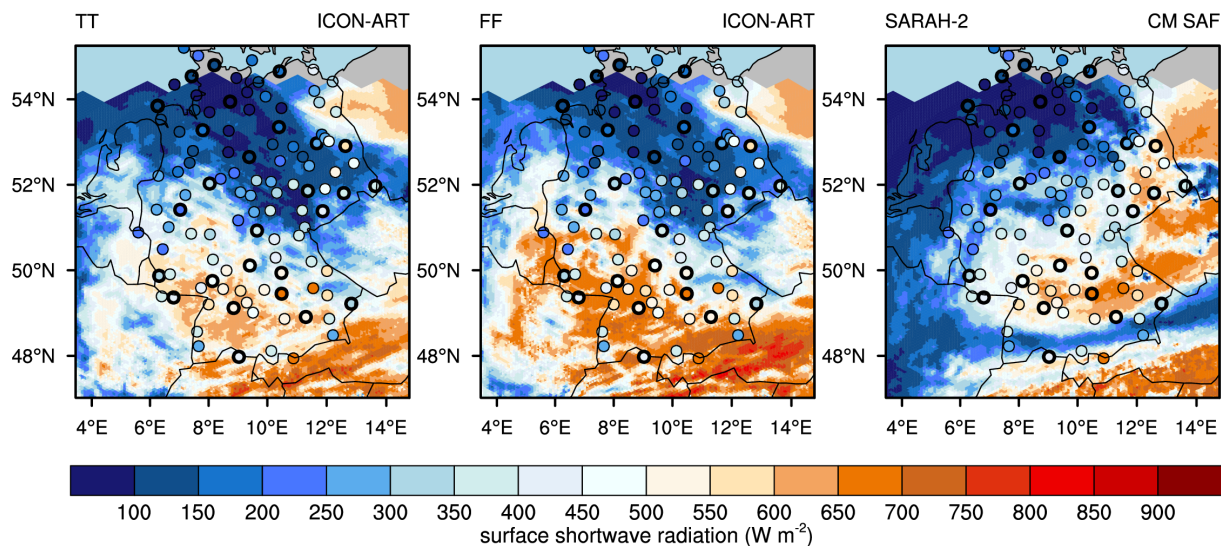 TT ICON-ART FF ICON-ART SARAH-2 CM SAF
54°N 54°N 54°N
52°N 52°N 52°N
50°N 50°N 50°N
48°N 48°N 48°N
4°E 6°E 8°E 10°E 12°E 14°E 4°E 6°E 8°E 10°E 12°E 14°E 4°E 6°E 8°E 10°E 12°E 14°E
100 150 200 250 300 350 400 450 500 550 600 650 700 750 800 850 900
surface shortwave radiation (W m⁻²)